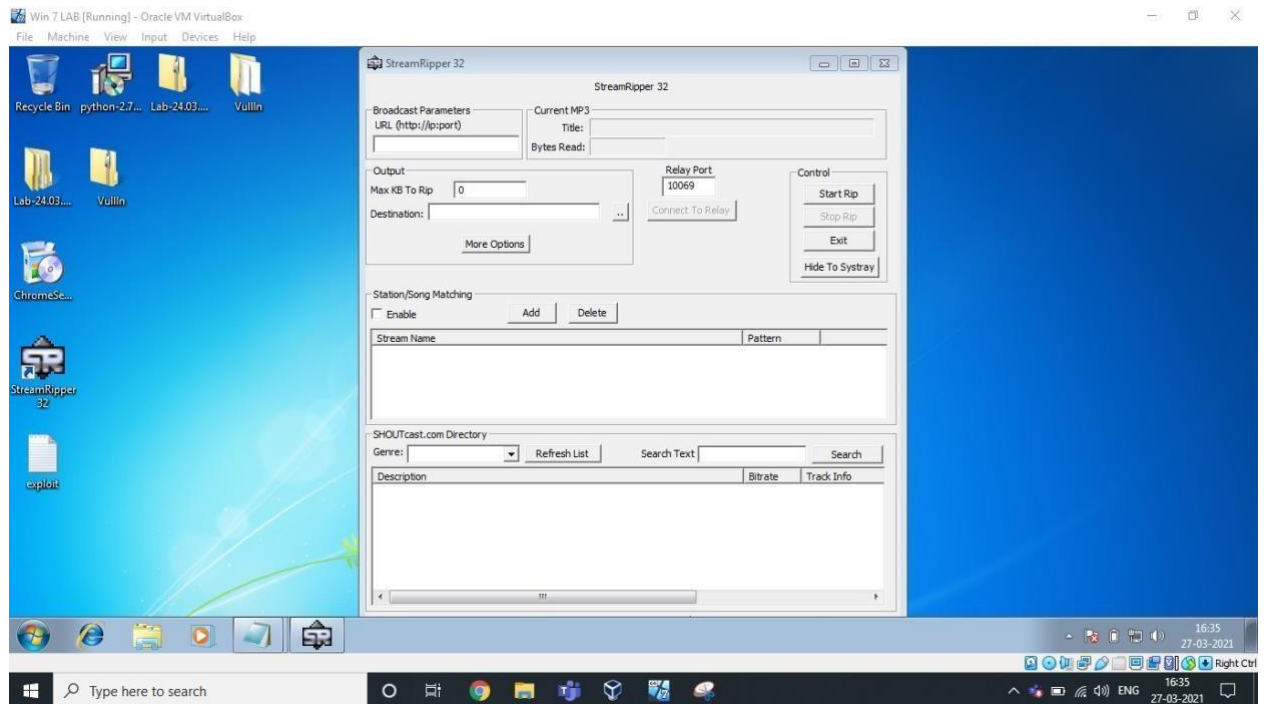 Win 7 LAB [Running] - Oracle VM VirtualBox
File Machine View Input Devices Help
Recycle Bin
python-2.7...
Lab-24.03....
Vullln
Lab-24.03....
Vullln
ChromeSe...
StreamRipper
32
exploit
StreamRipper 32
StreamRipper 32
Broadcast Parameters
URL (http://ip:port)
Current MP3
Title:
Bytes Read:
Output
Max KB To Rip 0
Destination:
..
More Options
Relay Port
10069
Connect To Relay
Control
Start Rip
Stop Rip
Exit
Hide To Systray
Station/Song Matching
Enable Add Delete
Stream Name Pattern
SHOUTcast.com Directory
Genre: Refresh List Search Text Search
Description Bitrate Track Info
16:35
27-03-2021
Right Ctrl
Type here to search
ENG
16:35
27-03-2021